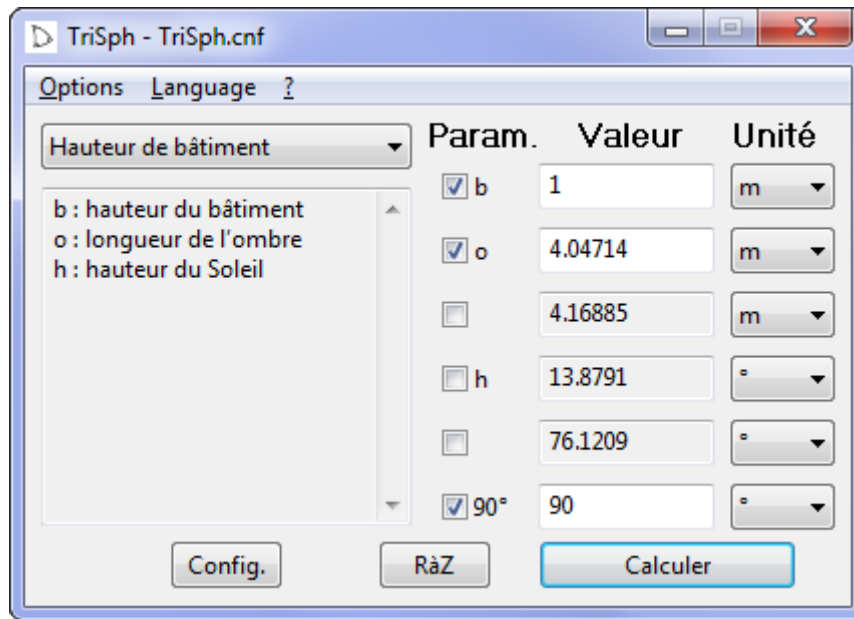 TriSph - TriSph.cnf
Options Language ?
Hauteur de bâtiment
Param. Valeur Unité
b : hauteur du bâtiment
o : longueur de l'ombre
h : hauteur du Soleil
b 1 m
o 4.04714 m
4.16885 m
h 13.8791 °
76.1209 °
90° 90 °
Config. RàZ Calculer